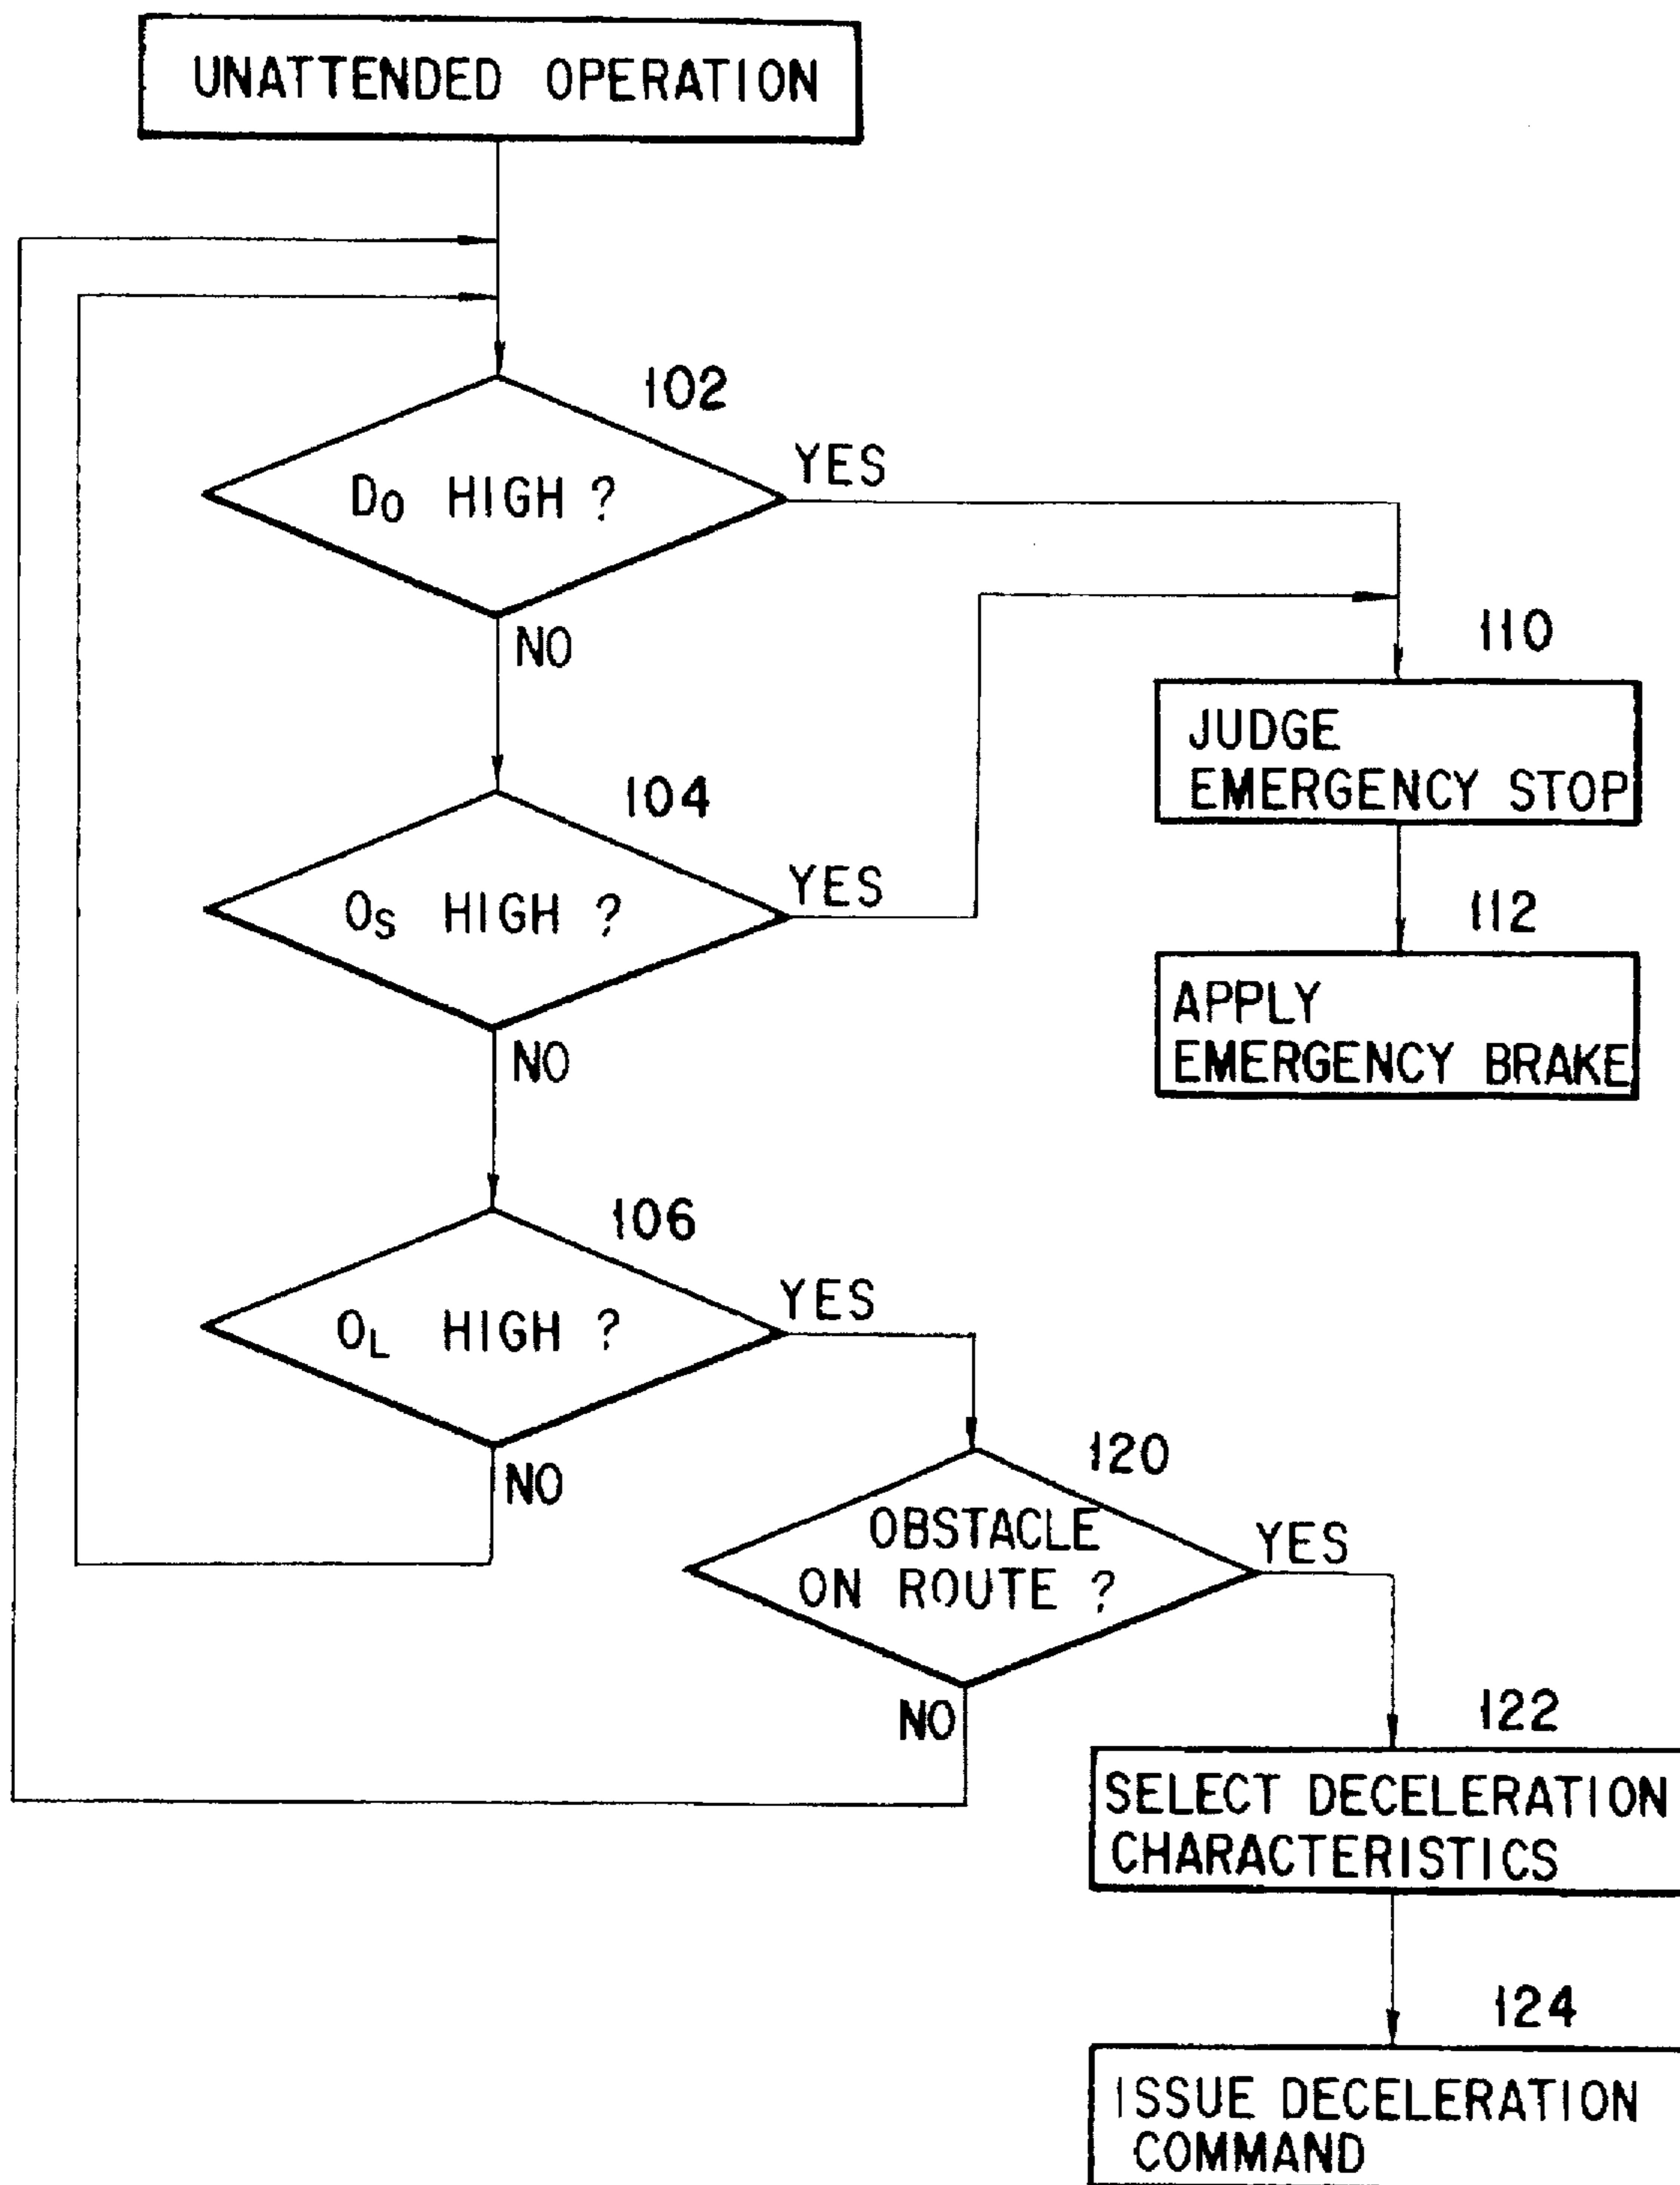 UNATTENDED OPERATION
102
D0 HIGH ?
YES
NO
110
JUDGE
EMERGENCY STOP
104
OS HIGH ?
YES
NO
112
APPLY
EMERGENCY BRAKE
106
OL HIGH ?
YES
NO
120
OBSTACLE
ON ROUTE ?
YES
NO
122
SELECT DECELERATION
CHARACTERISTICS
124
ISSUE DECELERATION
COMMAND